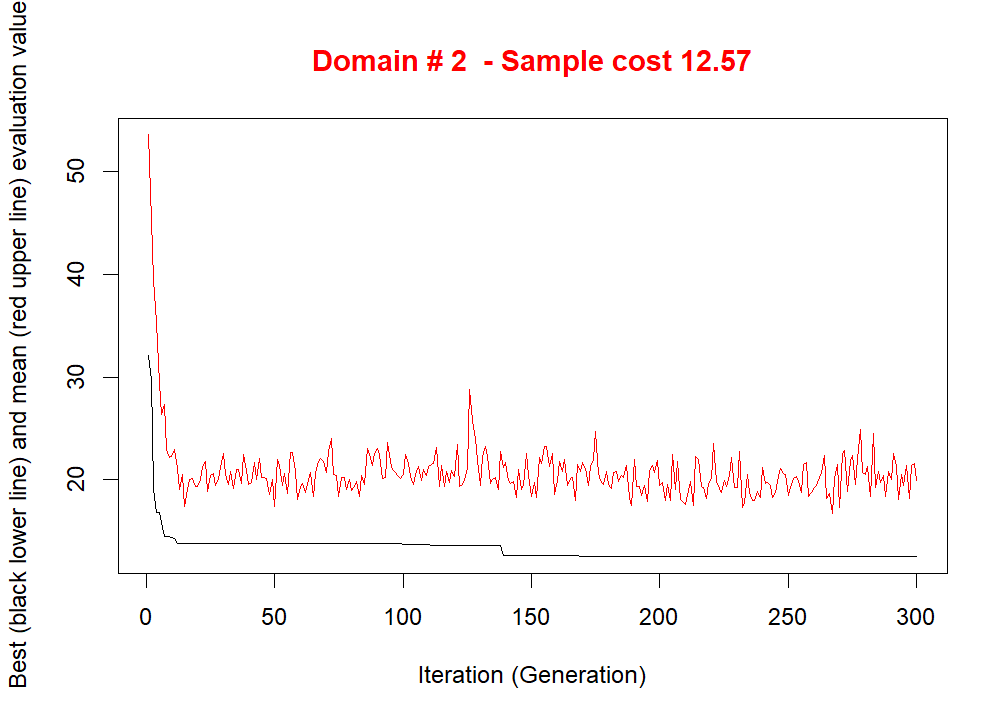 Domain # 2  - Sample cost 12.57
Best (black lower line) and mean (red upper line) evaluation value
50
40
30
20
0 50 100 150 200 250 300
Iteration (Generation)